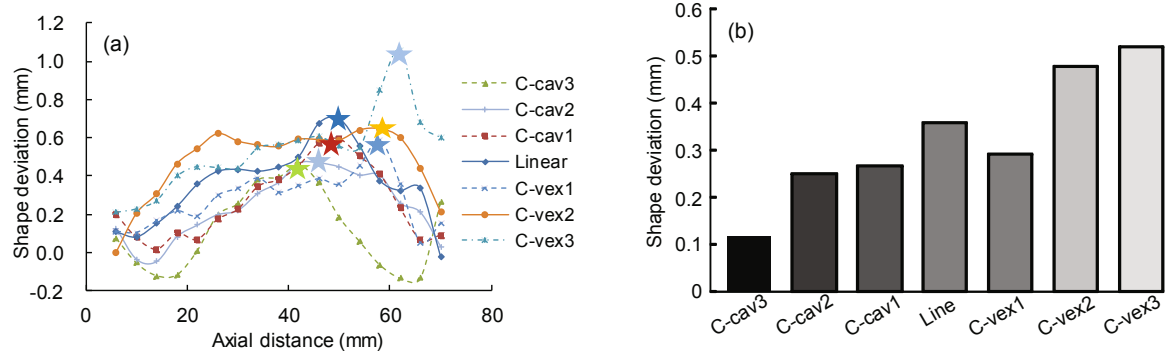 (a)
Shape deviation (mm)
1.2
1.0
0.8
0.6
0.4
0.2
0.0
-0.2
0
20
40
60
80
Axial distance (mm)
C-cav3
C-cav2
C-cav1
Linear
C-vex1
C-vex2
C-vex3
(b)
Shape deviation (mm)
0.6
0.5
0.4
0.3
0.2
0.1
0
C-cav3
C-cav2
C-cav1
Line
C-vex1
C-vex2
C-vex3